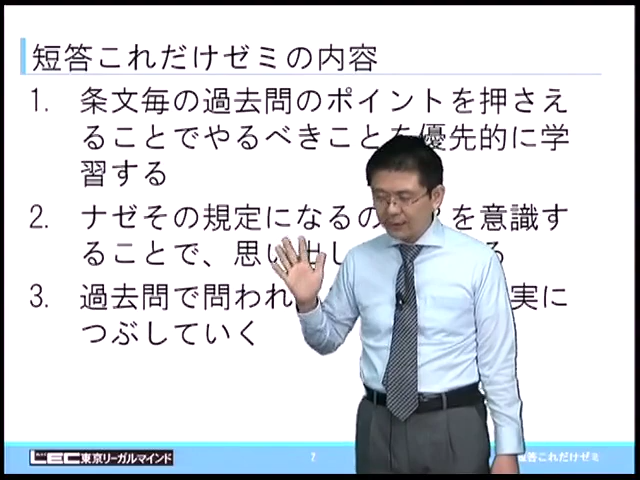 短答これだけゼミの内容
1. 条文毎の過去問のポイントを押さえ
ることでやるべきことを優先的に学
習する
2. ナゼその規定になるの を意識す
ることで、思い出し る
3. 過去問で問われ 実に
つぶしていく
LEC東京リーガルマインド
7
短答これだけゼミ